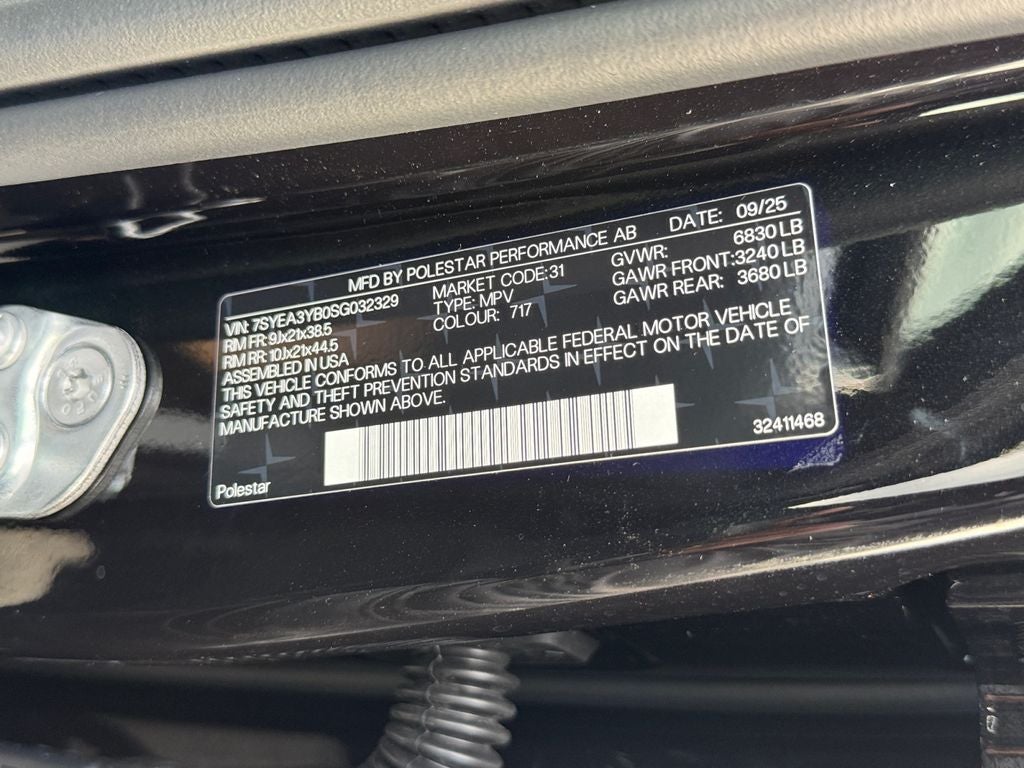 MFD BY POLESTAR PERFORMANCE AB DATE: 09/25
VIN: 7SYEA3YB0SG032329 MARKET CODE:31 GVWR: 6830 LB
RIM FR: 9Jx21x38.5 TYPE: MPV GAWR FRONT:3240 LB
RIM RR: 10Jx21x44.5 COLOUR: 717 GAWR REAR: 3680 LB
ASSEMBLED IN USA
THIS VEHICLE CONFORMS TO ALL APPLICABLE FEDERAL MOTOR VEHICLE
SAFETY AND THEFT PREVENTION STANDARDS IN EFFECT ON THE DATE OF
MANUFACTURE SHOWN ABOVE.
32411468
Polestar